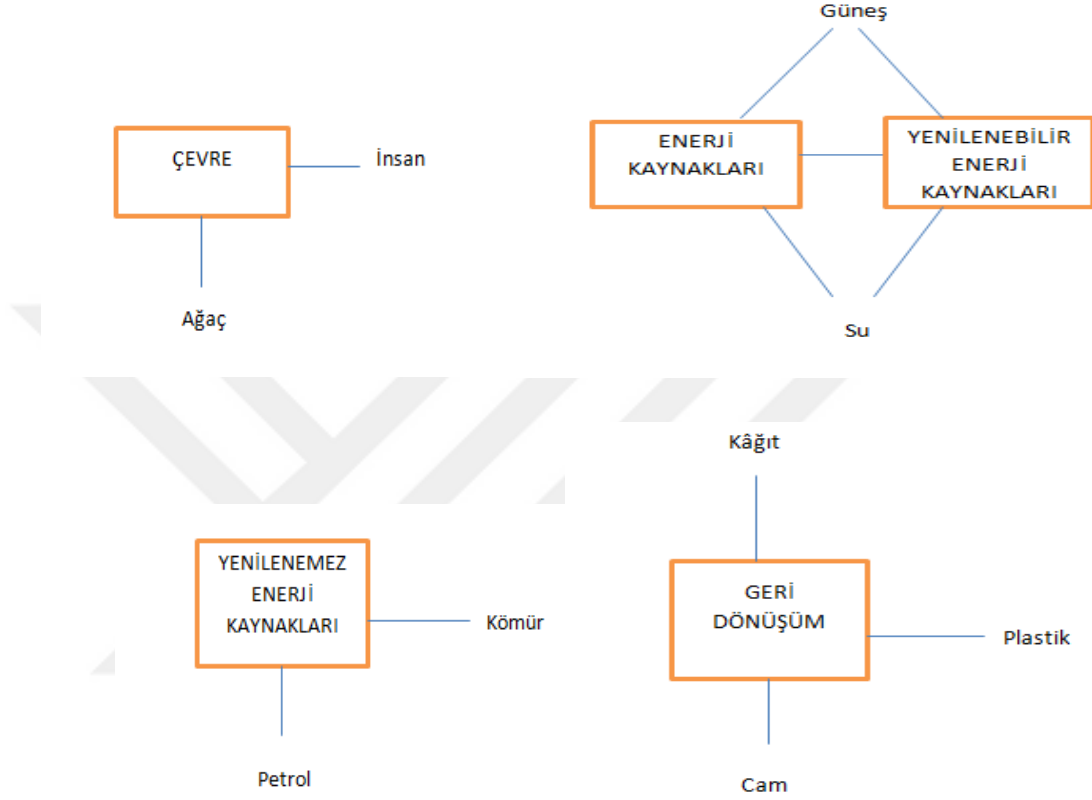 Güneş
ÇEVRE
İnsan
Ağaç
ENERJİ
KAYNAKLARI
YENİLENEBİLİR
ENERJİ
KAYNAKLARI
Su
YENİLENEMEZ
ENERJİ
KAYNAKLARI
Kömür
Petrol
Kâğıt
GERİ
DÖNÜŞÜM
Plastik
Cam